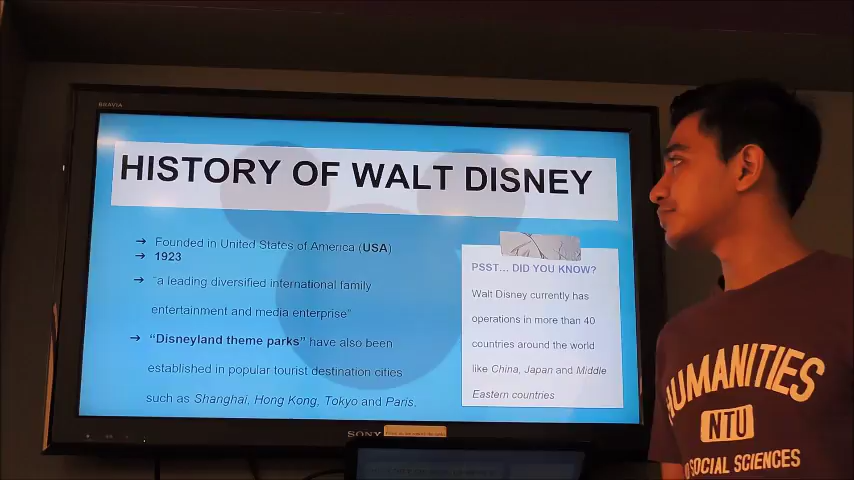 BRAVIA
HISTORY OF WALT DISNEY
→ Founded in United States of America (USA)
→ 1923
→ "a leading diversified international family
entertainment and media enterprise"
→ "Disneyland theme parks" have also been
established in popular tourist destination cities
such as Shanghai, Hong Kong, Tokyo and Paris.
PSST... DID YOU KNOW?
Walt Disney currently has
operations in more than 40
countries around the world
like China, Japan and Middle
Eastern countries
SONY
HUMANITIES
NTU
SOCIAL SCIENCES